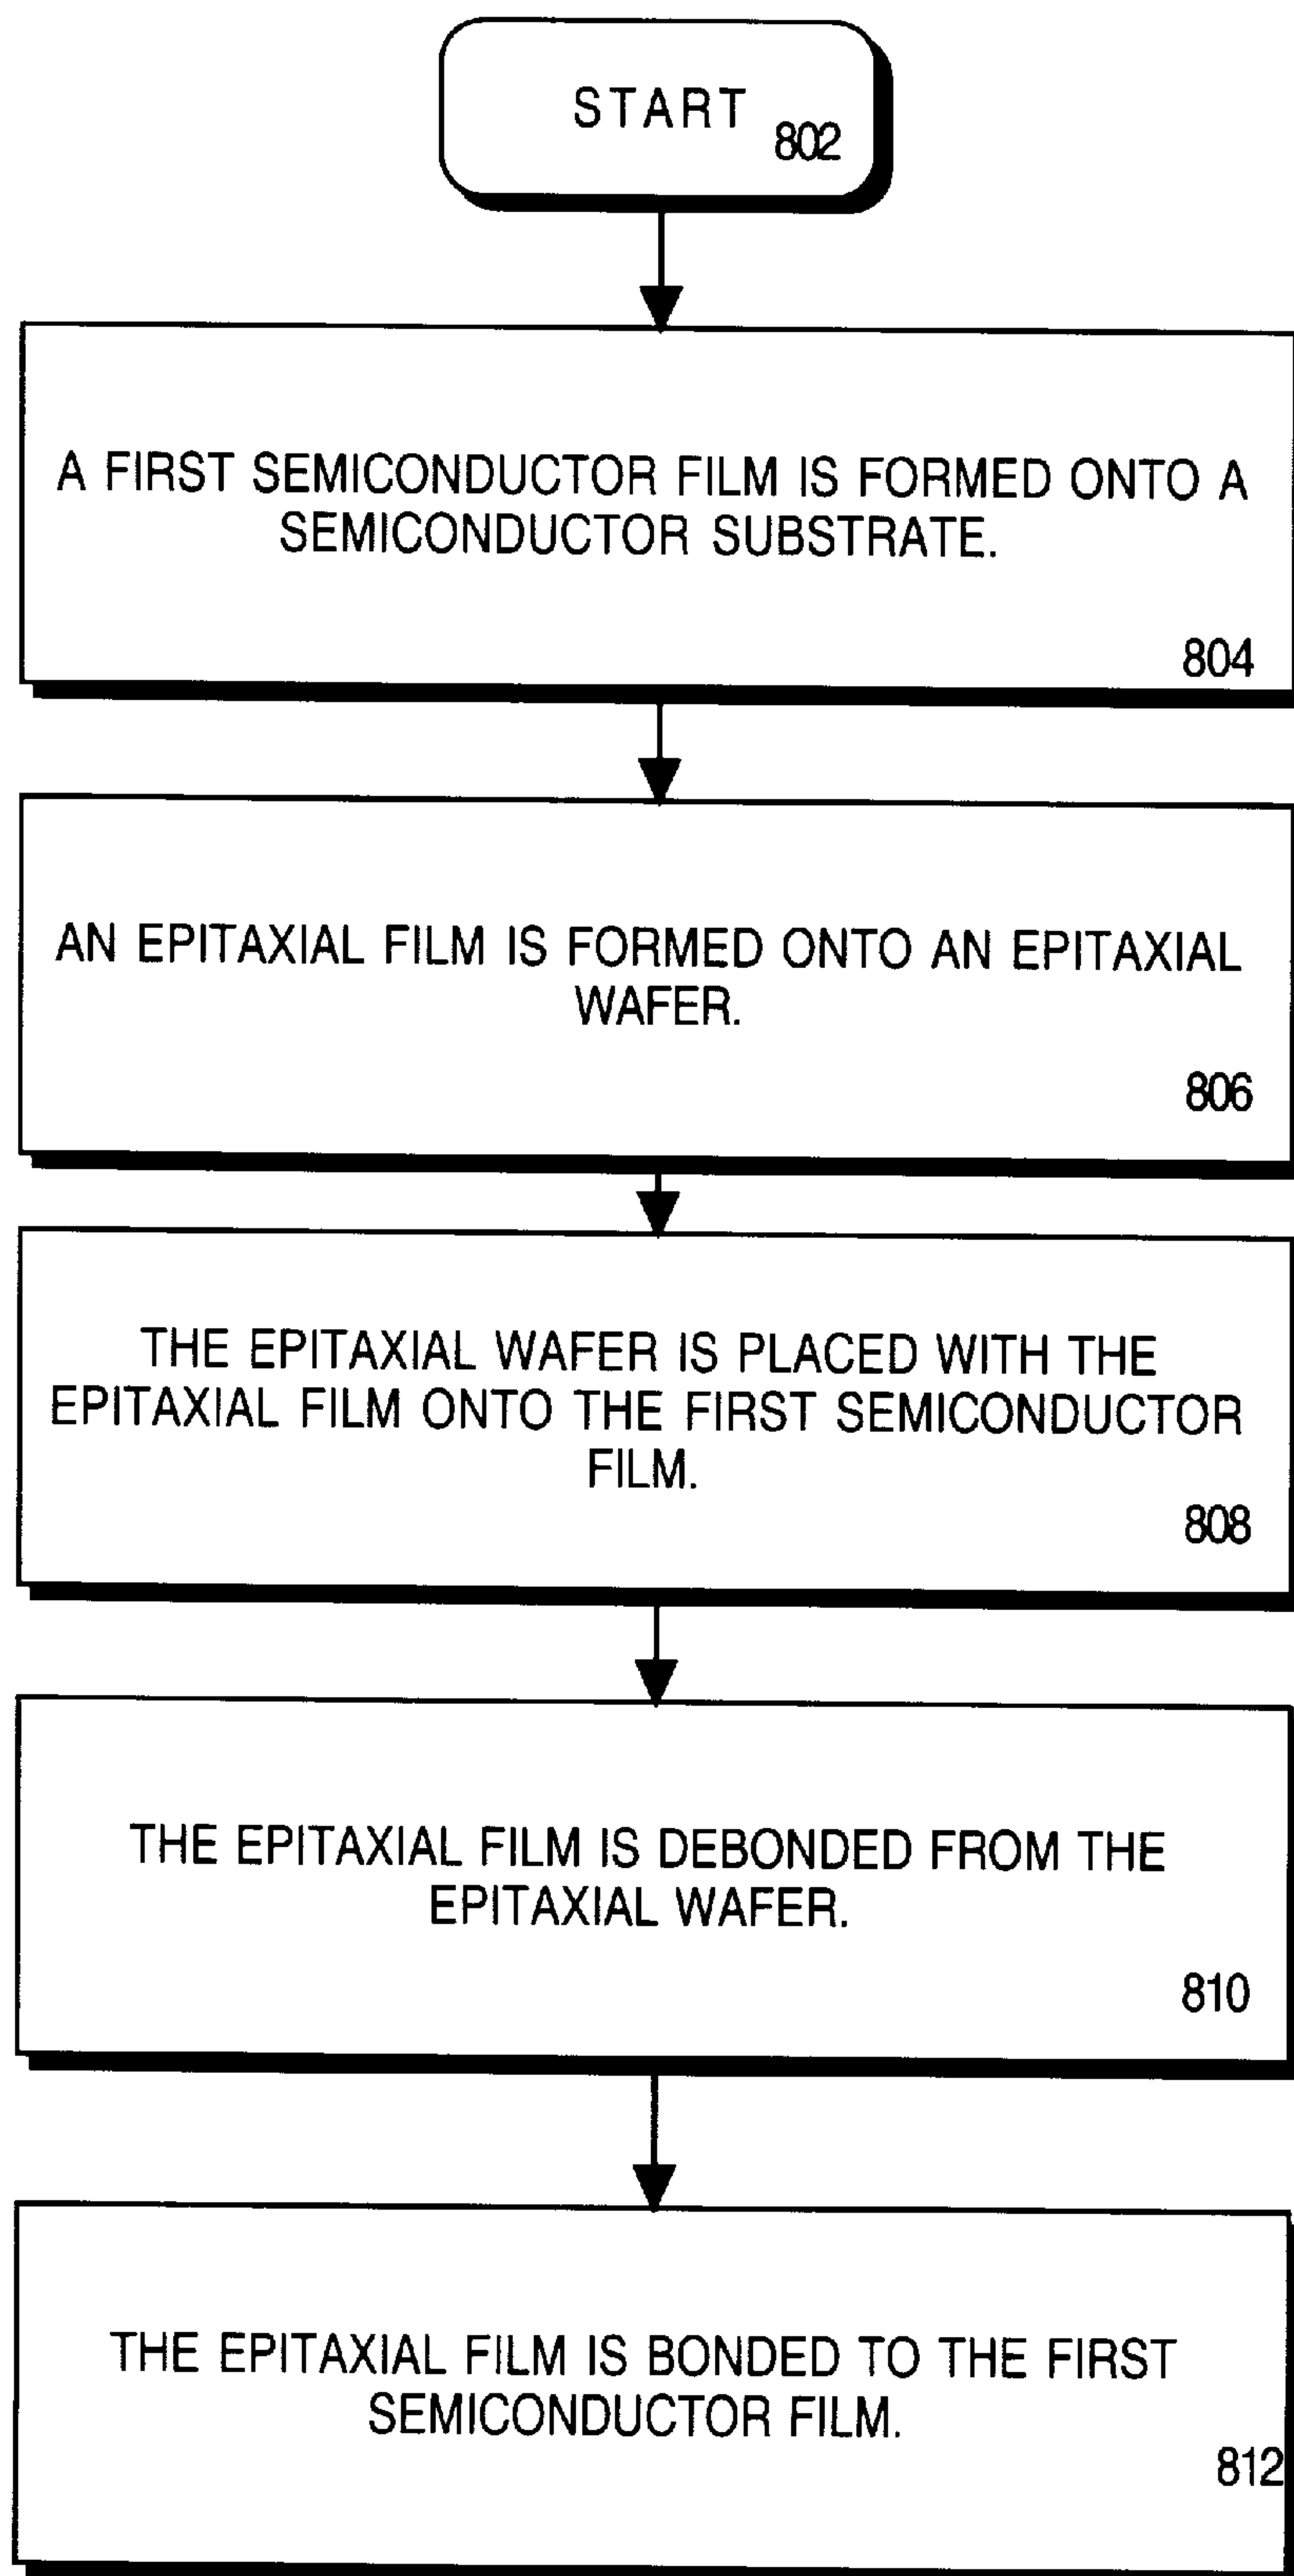 START
802
A FIRST SEMICONDUCTOR FILM IS FORMED ONTO A
SEMICONDUCTOR SUBSTRATE.
804
AN EPITAXIAL FILM IS FORMED ONTO AN EPITAXIAL
WAFER.
806
THE EPITAXIAL WAFER IS PLACED WITH THE
EPITAXIAL FILM ONTO THE FIRST SEMICONDUCTOR
FILM.
808
THE EPITAXIAL FILM IS DEBONDED FROM THE
EPITAXIAL WAFER.
810
THE EPITAXIAL FILM IS BONDED TO THE FIRST
SEMICONDUCTOR FILM.
812